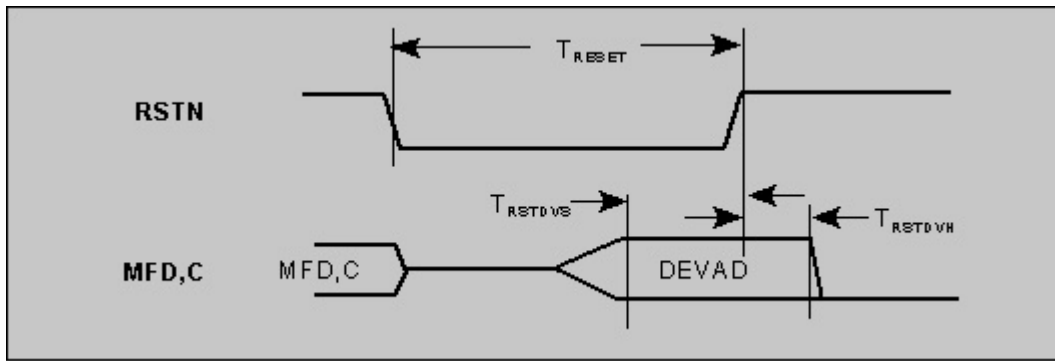 TRESET
RSTN
TRSTDVS
TRSTDVH
MFD,C
MFD,C
DEVAD